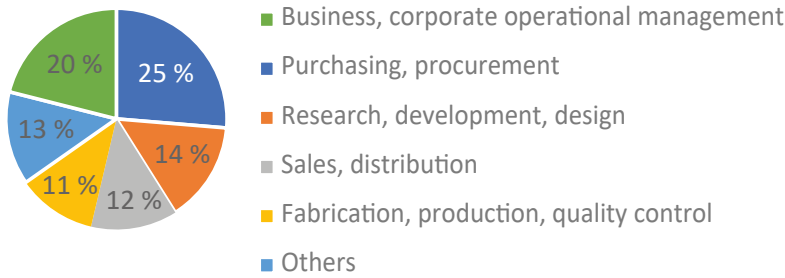 20 %
25 %
13 %
14 %
11 %
12 %
Business, corporate operational management
Purchasing, procurement
Research, development, design
Sales, distribution
Fabrication, production, quality control
Others